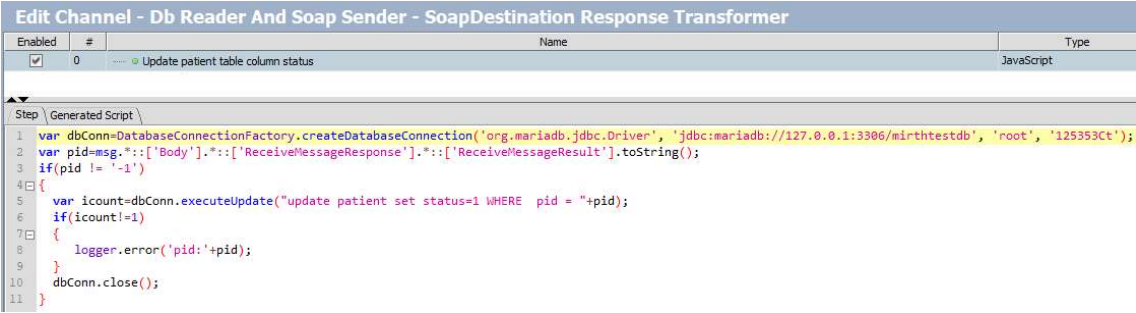 Edit Channel - Db Reader And Soap Sender - SoapDestination Response Transformer
Enabled # Name Type
0 Update patient table column status JavaScript
Step Generated Script
1 var dbConn=DatabaseConnectionFactory.createDatabaseConnection('org.mariadb.jdbc.Driver', 'jdbc:mariadb://127.0.0.1:3306/mirthtestdb', 'root', '125353Ct');
2 var pid=msg.*::['Body'].*::['ReceiveMessageResponse'].*::['ReceiveMessageResult'].toString();
3 if(pid != '-1')
4 {
5 var icount=dbConn.executeUpdate("update patient set status=1 WHERE  pid = "+pid);
6 if(icount!=1)
7 {
8 logger.error('pid:'+pid);
9 }
10 dbConn.close();
11 }